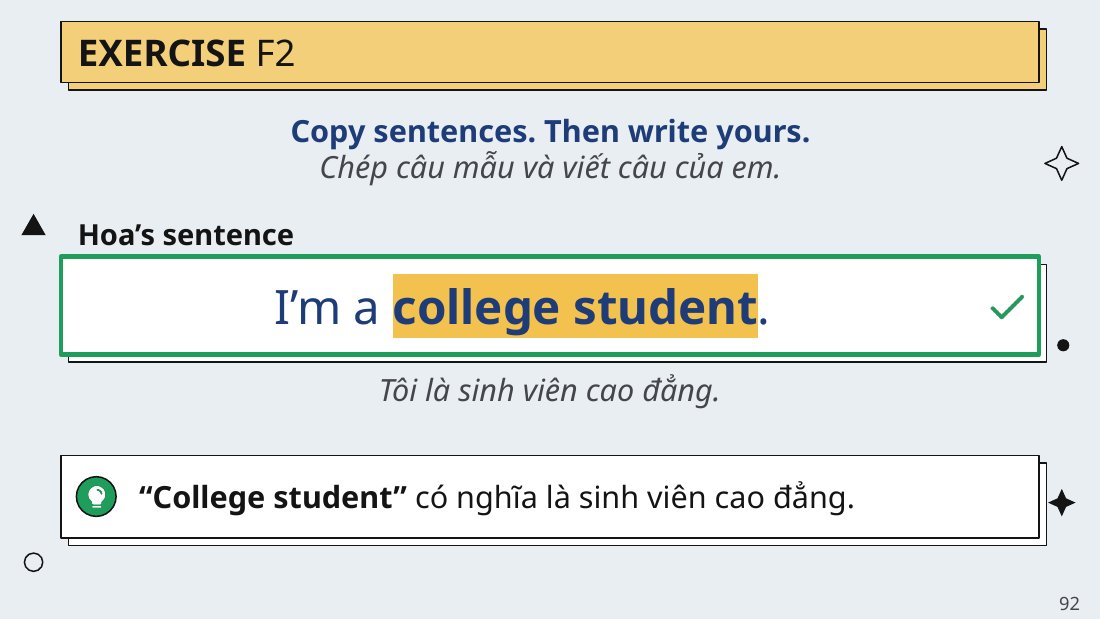 EXERCISE F2
Copy sentences. Then write yours.
Chép câu mẫu và viết câu của em.
Hoa’s sentence
I’m a college student.
Tôi là sinh viên cao đẳng.
“College student” có nghĩa là sinh viên cao đẳng.
92